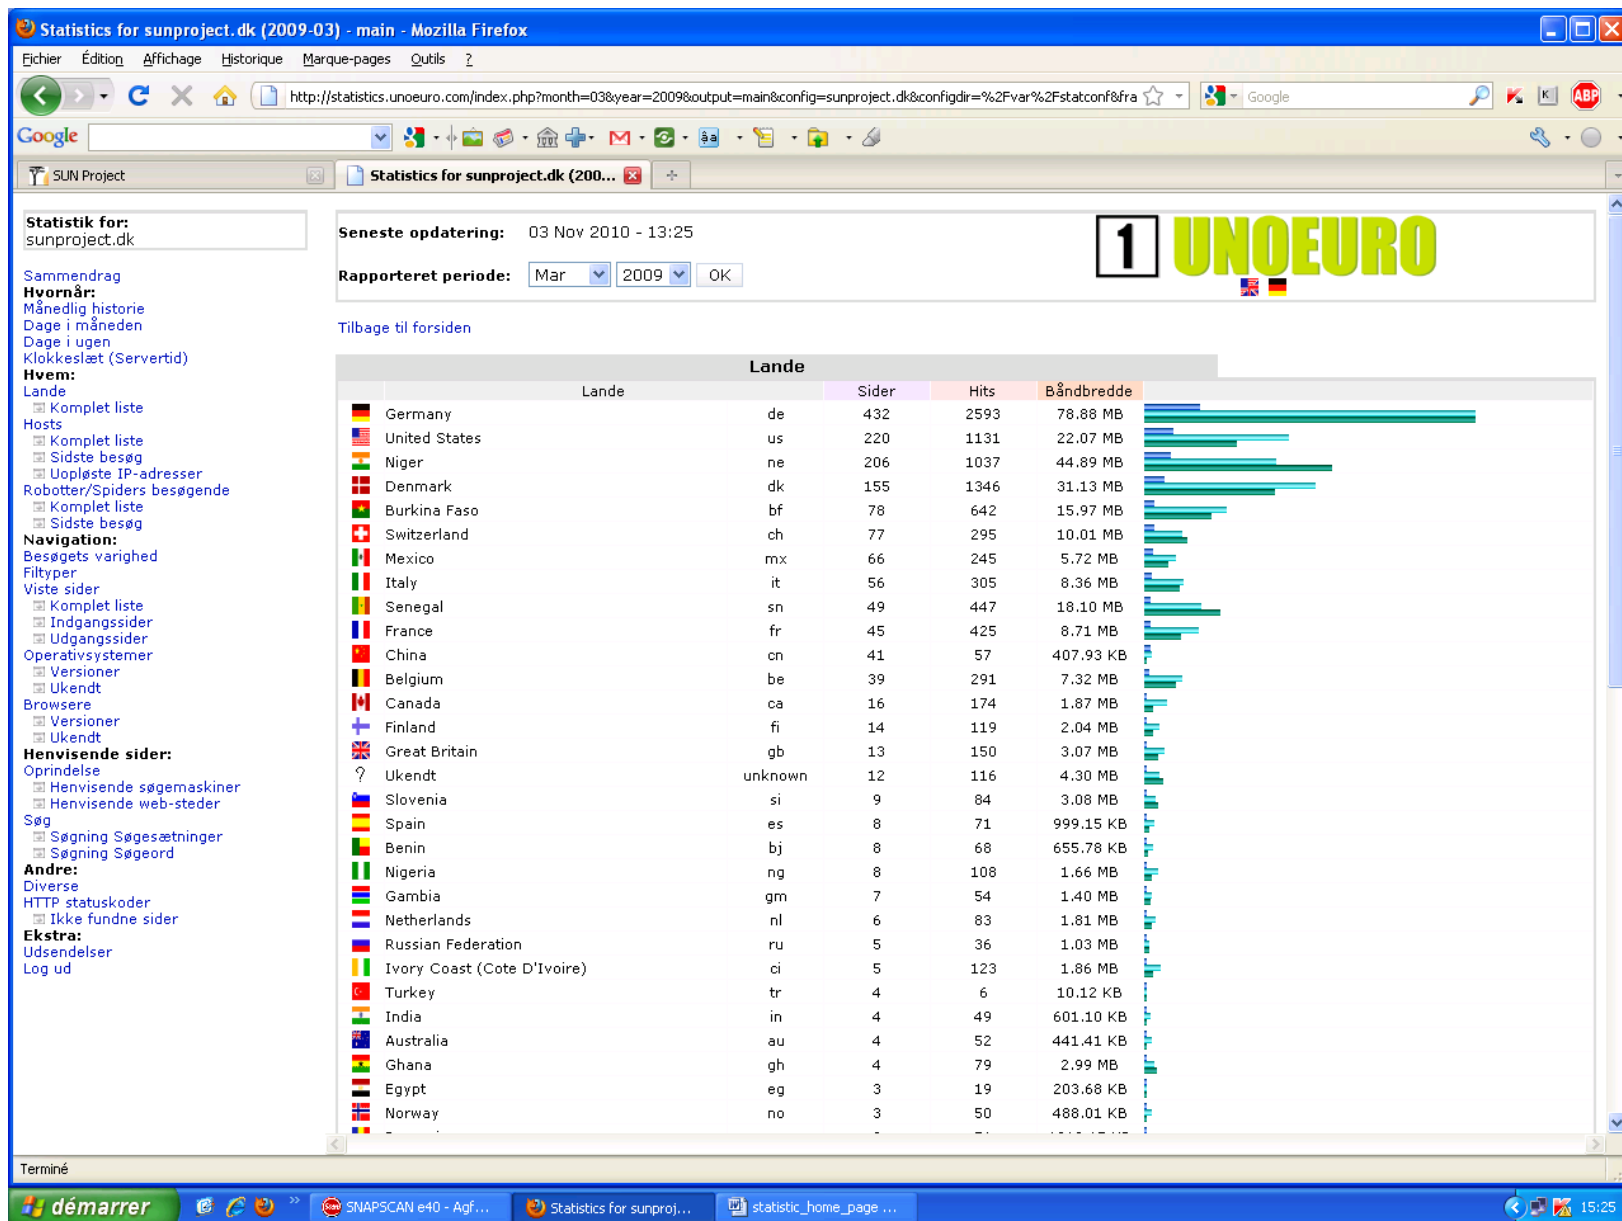 Statistics for sunproject.dk (2009-03) - main - Mozilla Firefox
Fichier Édition Affichage Historique Marque-pages Outils ?
http://statistics.unoeuro.com/index.php?month=03&year=2009&output=main&config=sunproject.dk&configdir=%2Fvar%2Fstatconf&fra
Google
K
ABP
Google
SUN Project
Statistics for sunproject.dk (200...
Statistik for:
sunproject.dk
Sammendrag
Hvornår:
Månedlig historie
Dage i måneden
Dage i ugen
Klokkeslæt (Servertid)
Hvem:
Lande
Komplet liste
Hosts
Komplet liste
Sidste besøg
Uopløste IP-adresser
Robotter/Spiders besøgende
Komplet liste
Sidste besøg
Navigation:
Besøgets varighed
Filtyper
Viste sider
Komplet liste
Indgangssider
Udgangssider
Operativsystemer
Versioner
Ukendt
Browsere
Versioner
Ukendt
Henvisende sider:
Oprindelse
Henvisende søgemaskiner
Henvisende web-steder
Søg
Søgning Søgesætninger
Søgning Søgeord
Andre:
Diverse
HTTP statuskoder
Ikke fundne sider
Ekstra:
Udsendelser
Log ud
Seneste opdatering: 03 Nov 2010 - 13:25
Rapporteret periode: Mar 2009 OK
1 UNOEURO
Tilbage til forsiden
Lande
Lande Sider Hits Båndbredde
Germany de 432 2593 78.88 MB
United States us 220 1131 22.07 MB
Niger ne 206 1037 44.89 MB
Denmark dk 155 1346 31.13 MB
Burkina Faso bf 78 642 15.97 MB
Switzerland ch 77 295 10.01 MB
Mexico mx 66 245 5.72 MB
Italy it 56 305 8.36 MB
Senegal sn 49 447 18.10 MB
France fr 45 425 8.71 MB
China cn 41 57 407.93 KB
Belgium be 39 291 7.32 MB
Canada ca 16 174 1.87 MB
Finland fi 14 119 2.04 MB
Great Britain gb 13 150 3.07 MB
? Ukendt unknown 12 116 4.30 MB
Slovenia si 9 84 3.08 MB
Spain es 8 71 999.15 KB
Benin bj 8 68 655.78 KB
Nigeria ng 8 108 1.66 MB
Gambia gm 7 54 1.40 MB
Netherlands nl 6 83 1.81 MB
Russian Federation ru 5 36 1.03 MB
Ivory Coast (Cote D'Ivoire) ci 5 123 1.86 MB
Turkey tr 4 6 10.12 KB
India in 4 49 601.10 KB
Australia au 4 52 441.41 KB
Ghana gh 4 79 2.99 MB
Egypt eg 3 19 203.68 KB
Norway no 3 50 488.01 KB
Terminé
démarrer
SNAPSCAN e40 - Agf...
Statistics for sunproj...
statistic_home_page ...
15:25